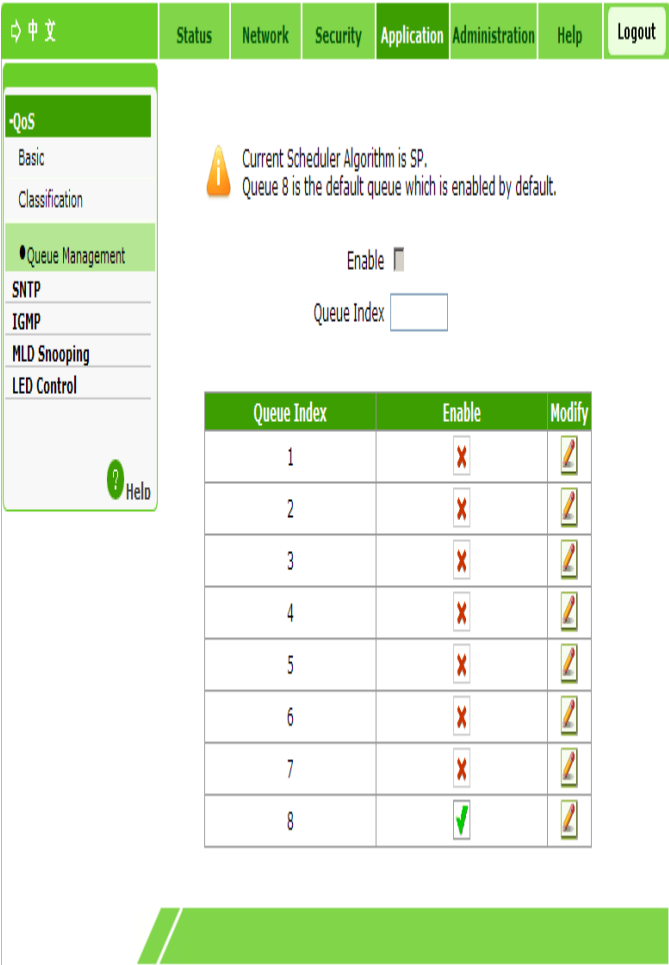 中文
Status Network Security Application Administration Help Logout
-QoS
Basic
Classification
Queue Management
SNTP
IGMP
MLD Snooping
LED Control
? Help
Current Scheduler Algorithm is SP.
Queue 8 is the default queue which is enabled by default.
Enable
Queue Index
Queue Index Enable Modify
1
2
3
4
5
6
7
8